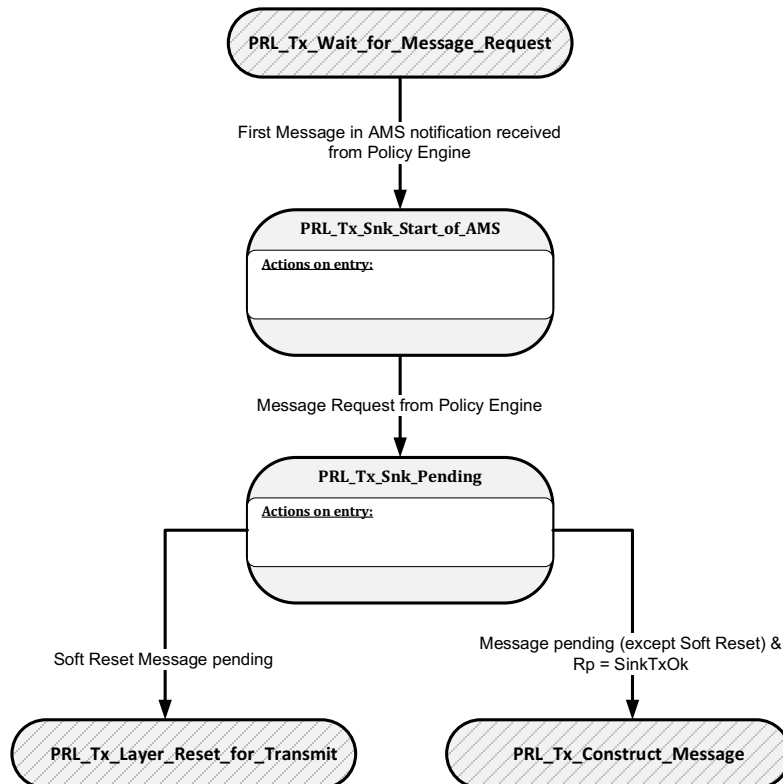 PRL_Tx_Wait_for_Message_Request
First Message in AMS notification received
from Policy Engine
PRL_Tx_Snk_Start_of_AMS
Actions on entry:
Message Request from Policy Engine
PRL_Tx_Snk_Pending
Actions on entry:
Soft Reset Message pending
Message pending (except Soft Reset) &
Rp = SinkTxOk
PRL_Tx_Layer_Reset_for_Transmit
PRL_Tx_Construct_Message